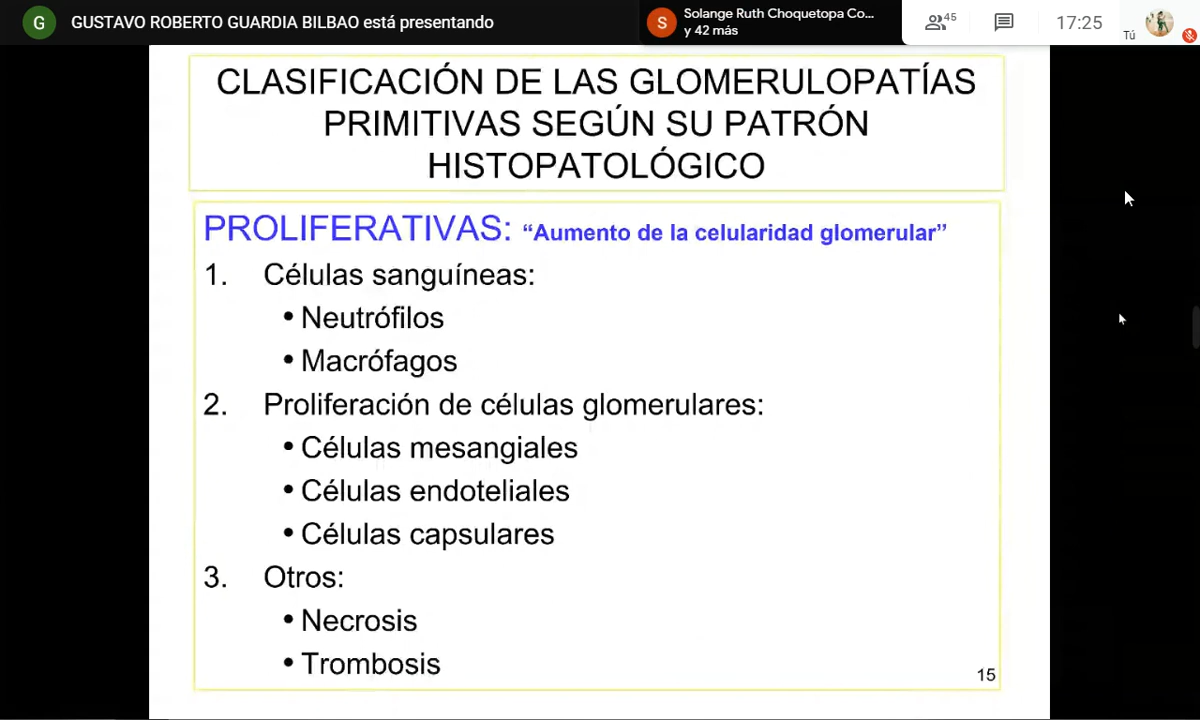 G GUSTAVO ROBERTO GUARDIA BILBAO está presentando
S Solange Ruth Choquetopa Co...
y 42 más
45
17:25
Tú
CLASIFICACIÓN DE LAS GLOMERULOPATÍAS
PRIMITIVAS SEGÚN SU PATRÓN
HISTOPATOLÓGICO
PROLIFERATIVAS: “Aumento de la celularidad glomerular”
1. Células sanguíneas:
• Neutrófilos
• Macrófagos
2. Proliferación de células glomerulares:
• Células mesangiales
• Células endoteliales
• Células capsulares
3. Otros:
• Necrosis
• Trombosis
15